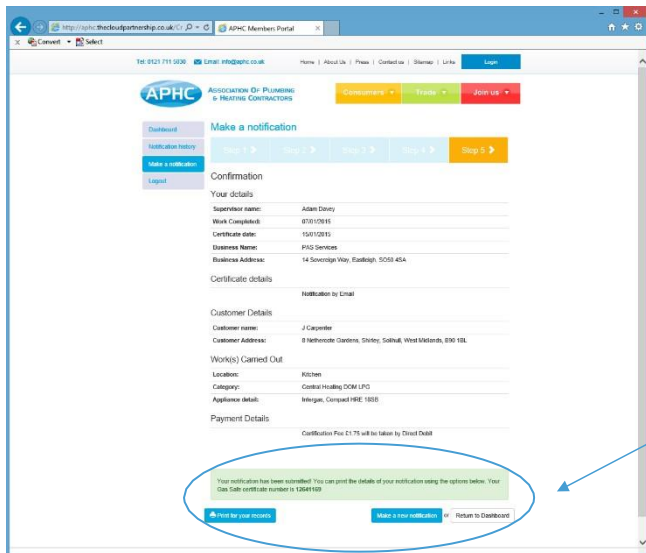 http://aphc.thecloudpartnership.co.uk/Cr
APHC Members Portal
x Convert Select
Tel: 0121 711 5030 Email: info@aphc.co.uk Home | About Us | Press | Contact us | Sitemap | Links Login
APHC ASSOCIATION OF PLUMBING
& HEATING CONTRACTORS
Consumers Trade Join us
Dashboard
Notification history
Make a notification
Logout
Make a notification
Step 1 Step 2 Step 3 Step 4 Step 5
Confirmation
Your details
Supervisor name: Adam Davey
Work Completed: 07/01/2015
Certificate date: 15/01/2015
Business Name: PAS Services
Business Address: 14 Sovereign Way, Eastleigh, SO50 4SA
Certificate details
Notification by Email
Customer Details
Customer name: J Carpenter
Customer Address: 8 Nethercote Gardens, Shirley, Solihull, West Midlands, B90 1BL
Work(s) Carried Out
Location: Kitchen
Category: Central Heating DOM LPG
Appliance detail: Intergas, Compact HRE 18SB
Payment Details
Certification Fee £1.75 will be taken by Direct Debit
Your notification has been submitted! You can print the details of your notification using the options below. Your
Gas Safe certificate number is 12641169
Print for your records Make a new notification or Return to Dashboard